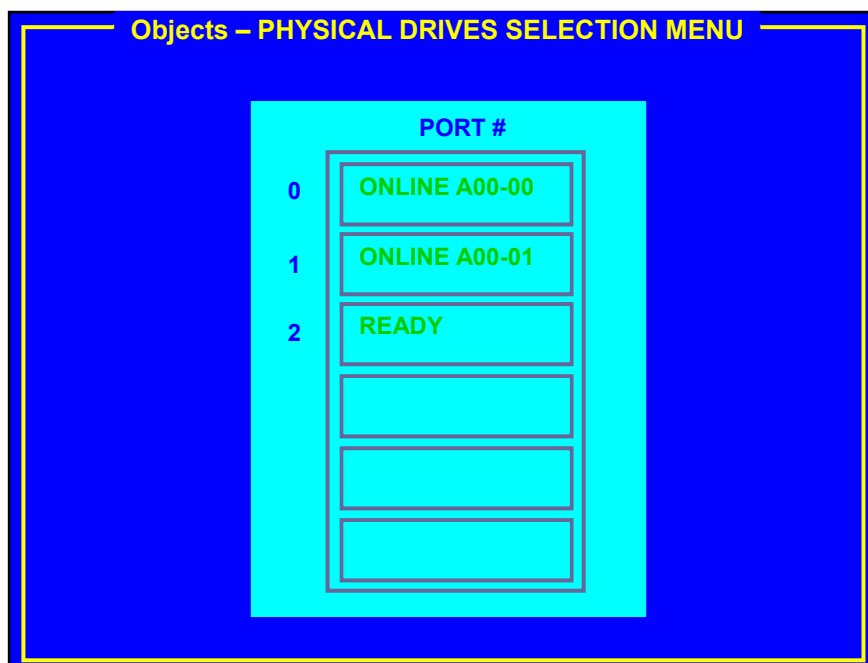 Objects – PHYSICAL DRIVES SELECTION MENU
PORT #
0 ONLINE A00-00
1 ONLINE A00-01
2 READY